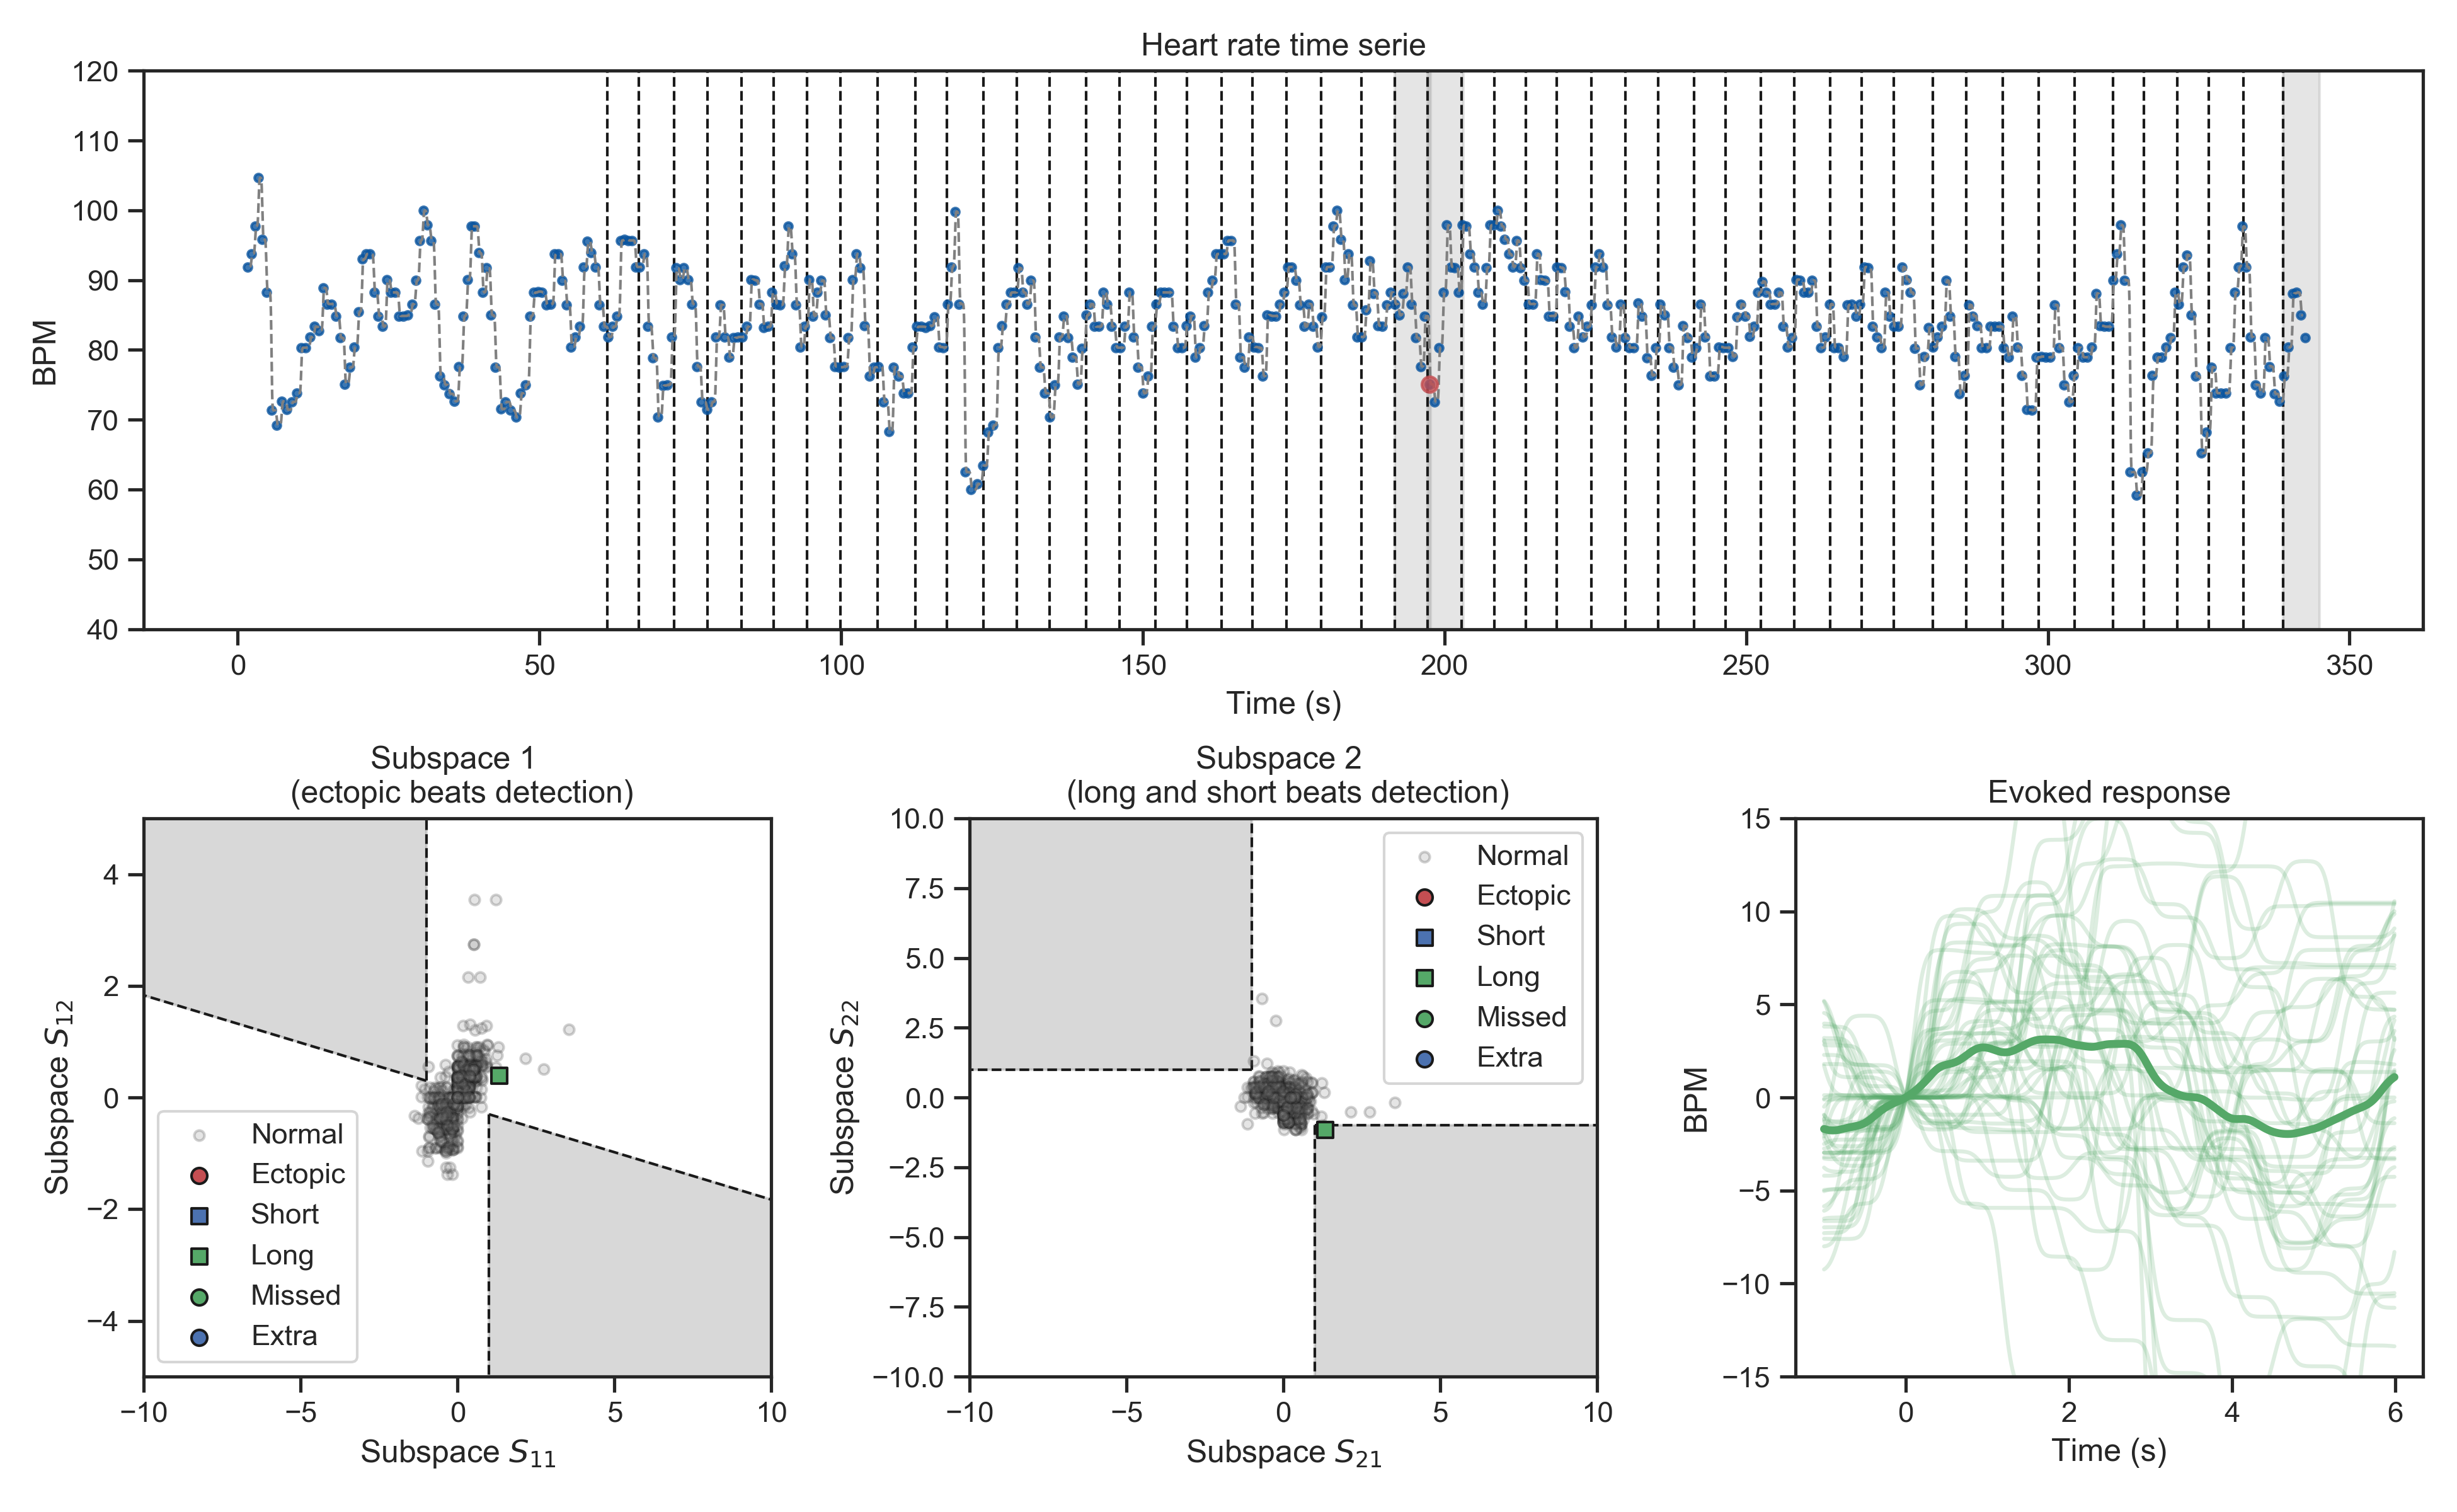 Heart rate time serie
120
110
100
90
80
70
60
50
40
BPM
0 50 100 150 200 250 300 350
Time (s)
Subspace 1
(ectopic beats detection)
4
2
0
−2
−4
Subspace S12
Normal
Ectopic
Short
Long
Missed
Extra
−10 −5 0 5 10
Subspace S11
Subspace 2
(long and short beats detection)
10.0
7.5
5.0
2.5
0.0
−2.5
−5.0
−7.5
−10.0
Subspace S22
Normal
Ectopic
Short
Long
Missed
Extra
−10 −5 0 5 10
Subspace S21
Evoked response
15
10
5
0
−5
−10
−15
BPM
0 2 4 6
Time (s)